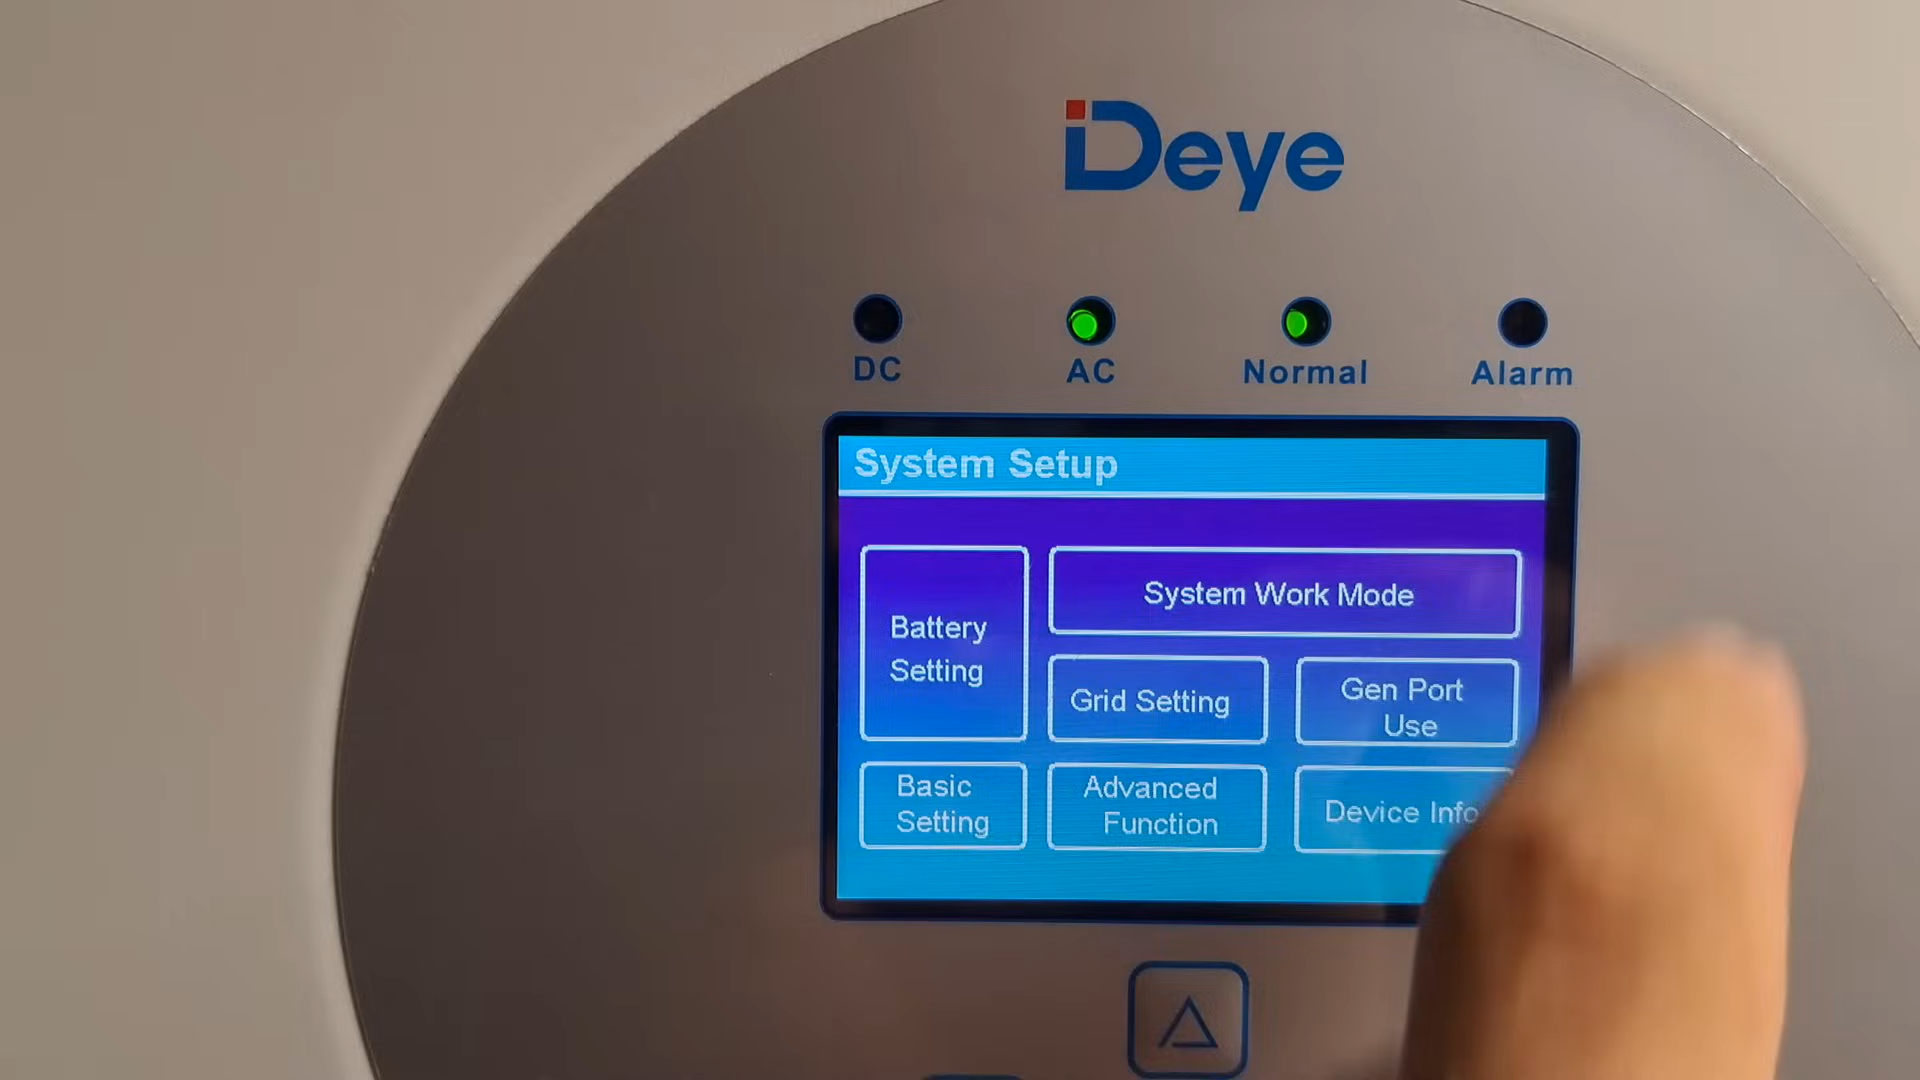 Deye
DC
AC
Normal
Alarm
System Setup
Battery
Setting
System Work Mode
Grid Setting
Gen Port
Use
Basic
Setting
Advanced
Function
Device Info